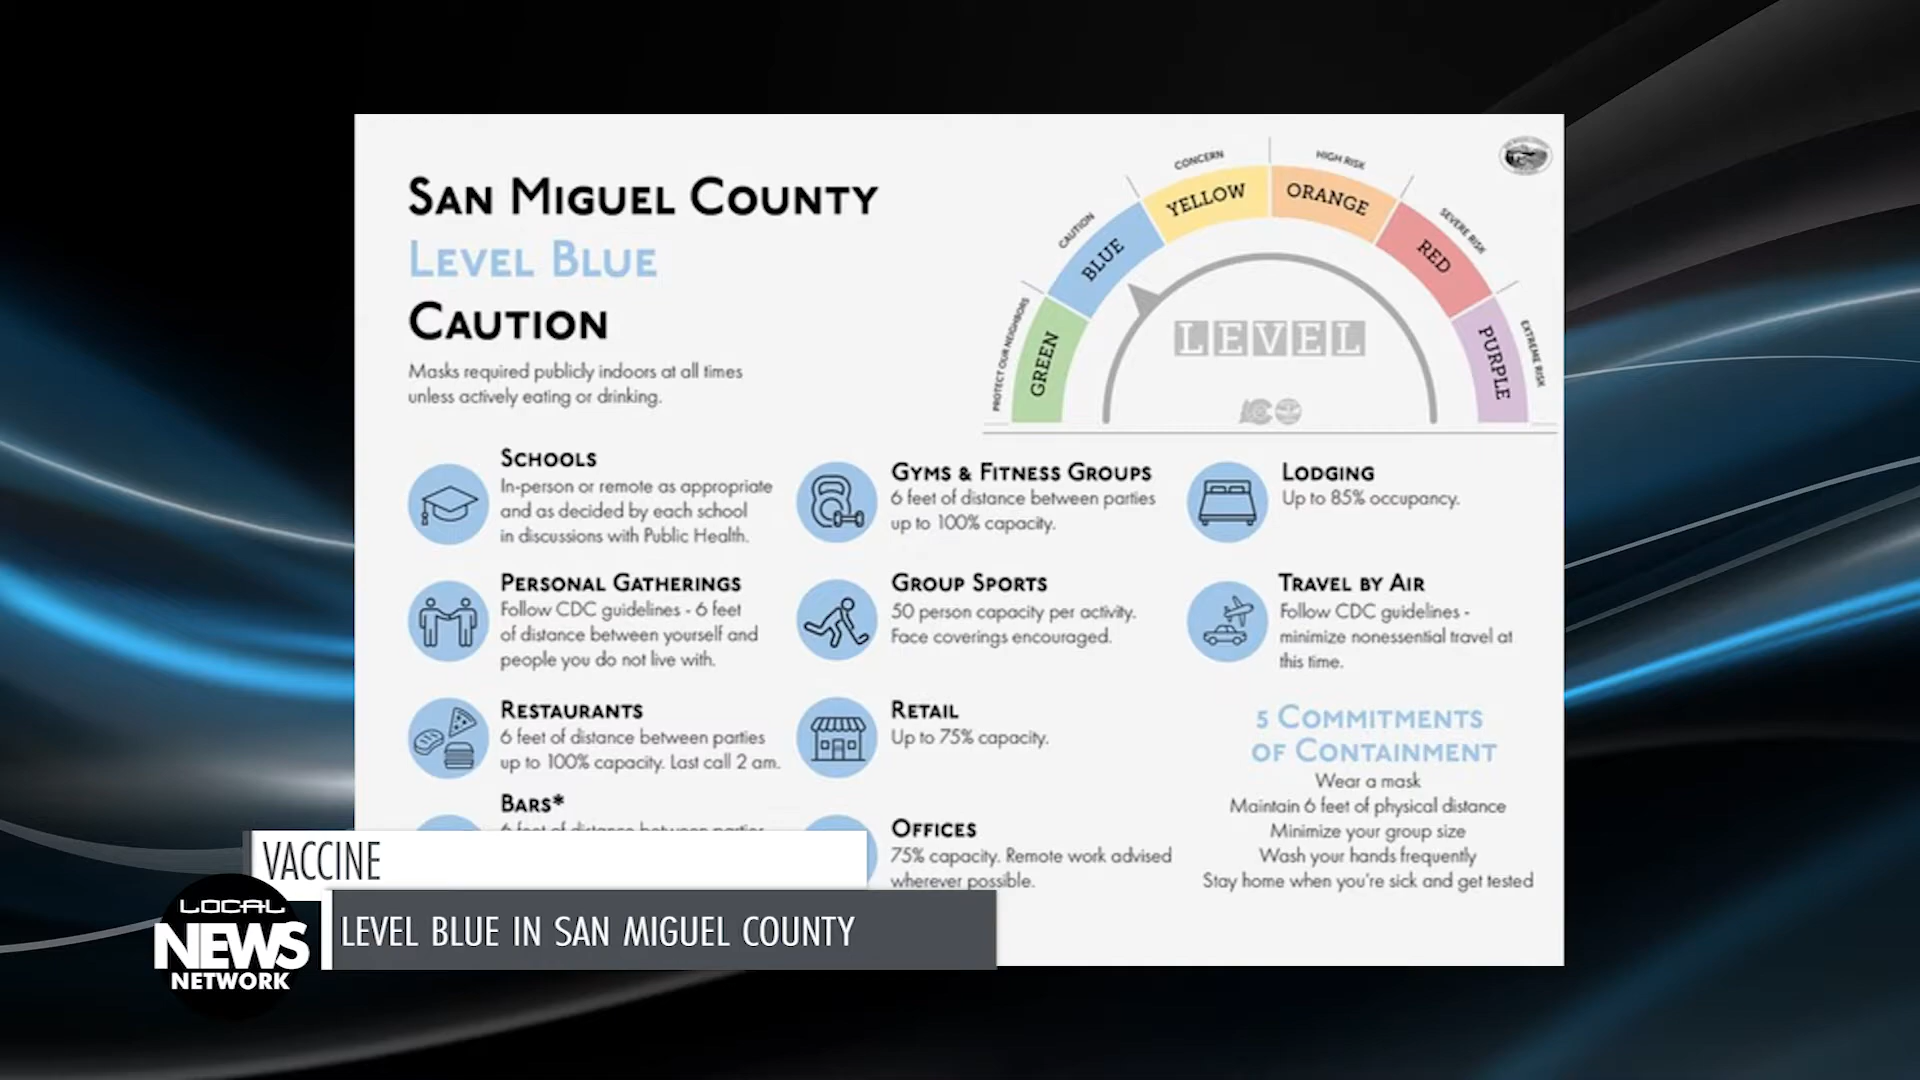 SAN MIGUEL COUNTY
LEVEL BLUE
CAUTION
Masks required publicly indoors at all times
unless actively eating or drinking.
PROTECT OUR NEIGHBORS
CAUTION
CONCERN
HIGH RISK
SEVERE RISK
EXTREME RISK
GREEN
BLUE
YELLOW
ORANGE
RED
PURPLE
LEVEL
SCHOOLS
In-person or remote as appropriate
and as decided by each school
in discussions with Public Health.
PERSONAL GATHERINGS
Follow CDC guidelines - 6 feet
of distance between yourself and
people you do not live with.
RESTAURANTS
6 feet of distance between parties
up to 100% capacity. Last call 2 am.
BARS*
6 feet of distance between parties
GYMS & FITNESS GROUPS
6 feet of distance between parties
up to 100% capacity.
GROUP SPORTS
50 person capacity per activity.
Face coverings encouraged.
RETAIL
Up to 75% capacity.
OFFICES
75% capacity. Remote work advised
wherever possible.
LODGING
Up to 85% occupancy.
TRAVEL BY AIR
Follow CDC guidelines -
minimize nonessential travel at
this time.
5 COMMITMENTS
OF CONTAINMENT
Wear a mask
Maintain 6 feet of physical distance
Minimize your group size
Wash your hands frequently
Stay home when you're sick and get tested
VACCINE
LEVEL BLUE IN SAN MIGUEL COUNTY
LOCAL
NEWS
NETWORK